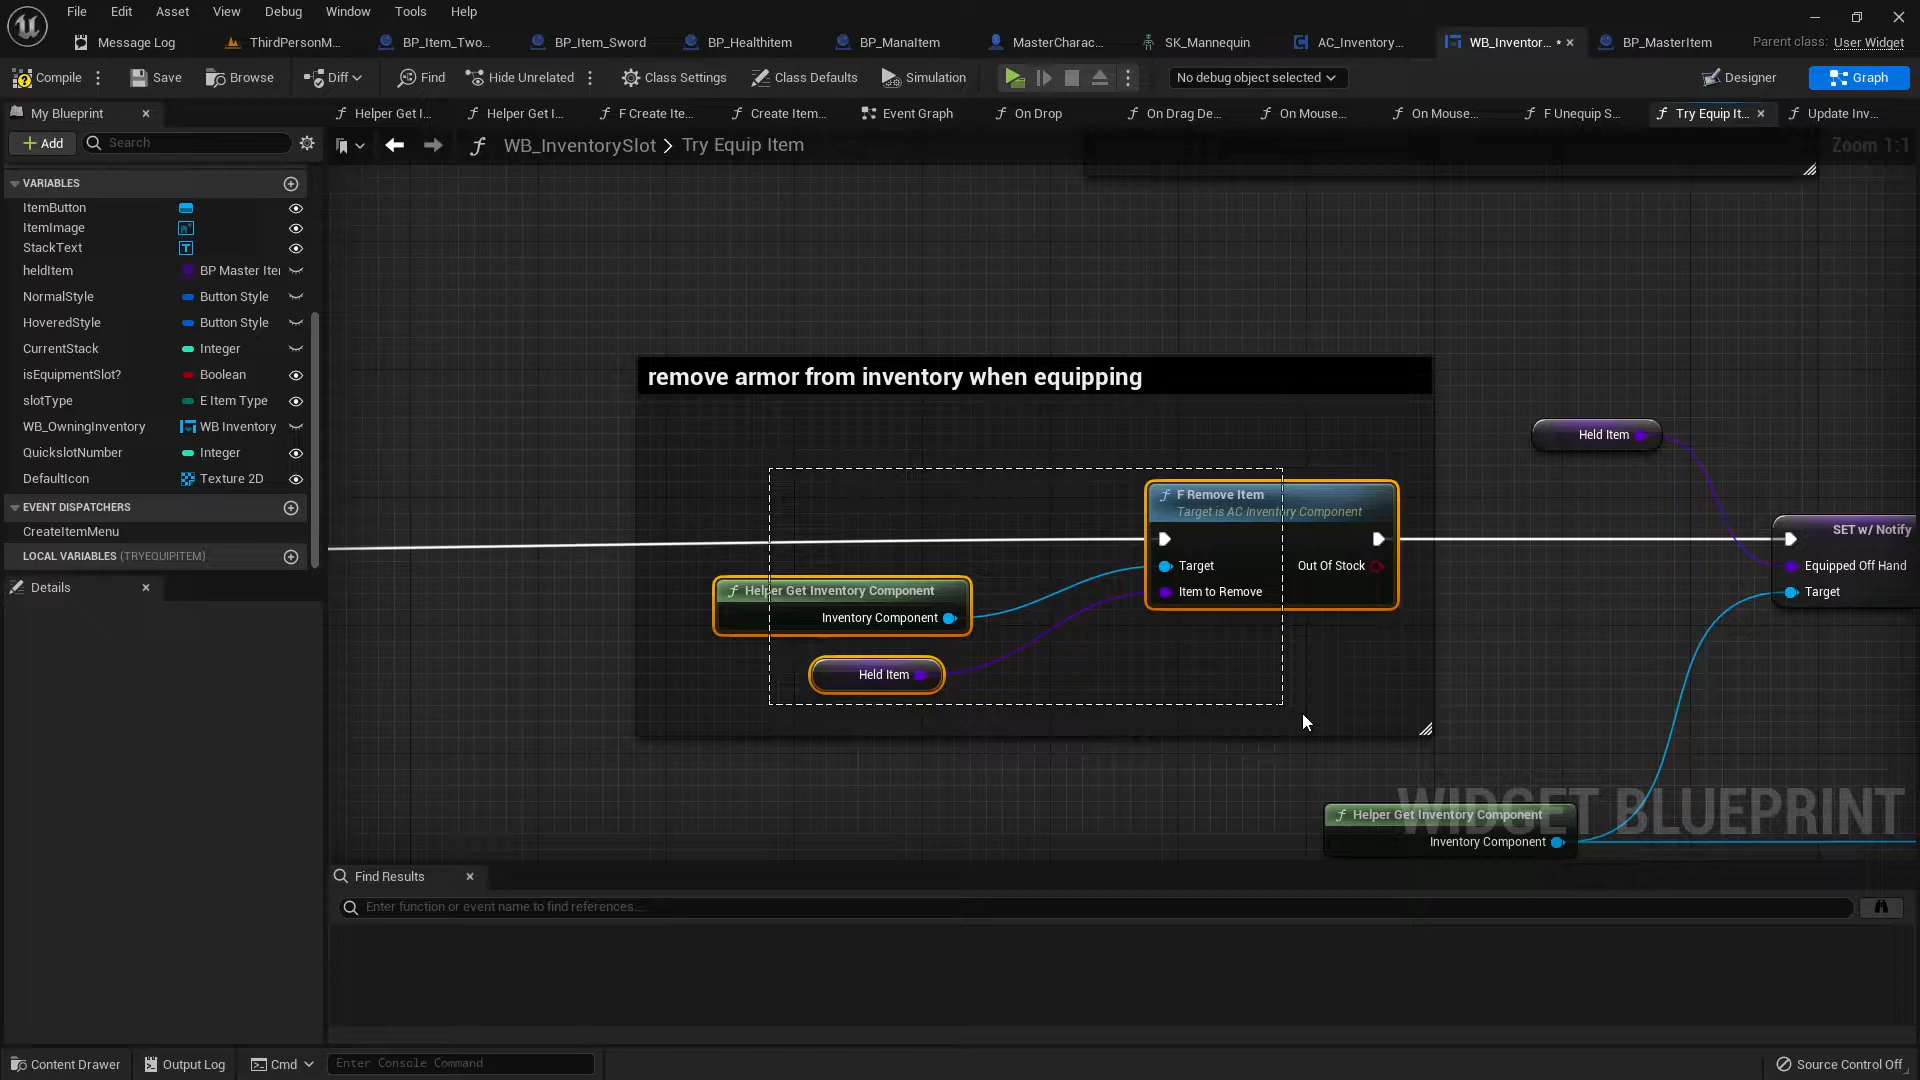 File Edit Asset View Debug Window Tools Help
Message Log ThirdPersonM... BP_Item_Two... BP_Item_Sword BP_Healthitem BP_ManaItem MasterCharac... SK_Mannequin AC_Inventory... WB_Inventor... * BP_MasterItem Parent class: User Widget
Compile Save Browse Diff Find Hide Unrelated Class Settings Class Defaults Simulation No debug object selected Designer Graph
My Blueprint Helper Get I... Helper Get I... F Create Ite... Create Item... Event Graph On Drop On Drag De... On Mouse... On Mouse... F Unequip S... Try Equip It... Update Inv...
Add Search WB_InventorySlot > Try Equip Item Zoom 1:1
VARIABLES
ItemButton
ItemImage
StackText
heldItem BP Master Iter
NormalStyle Button Style
HoveredStyle Button Style
CurrentStack Integer
isEquipmentSlot? Boolean
slotType E Item Type
WB_OwningInventory WB Inventory
QuickslotNumber Integer
DefaultIcon Texture 2D
EVENT DISPATCHERS
CreateItemMenu
LOCAL VARIABLES (TRYEQUIPITEM)
Details
remove armor from inventory when equipping
F Remove Item
Target is AC Inventory Component
Target
Out Of Stock
Item to Remove
Helper Get Inventory Component
Inventory Component
Held Item
Held Item
SET w/ Notify
Equipped Off Hand
Target
Helper Get Inventory Component
Inventory Component
WIDGET BLUEPRINT
Find Results
Enter function or event name to find references...
Content Drawer Output Log Cmd Enter Console Command Source Control Off